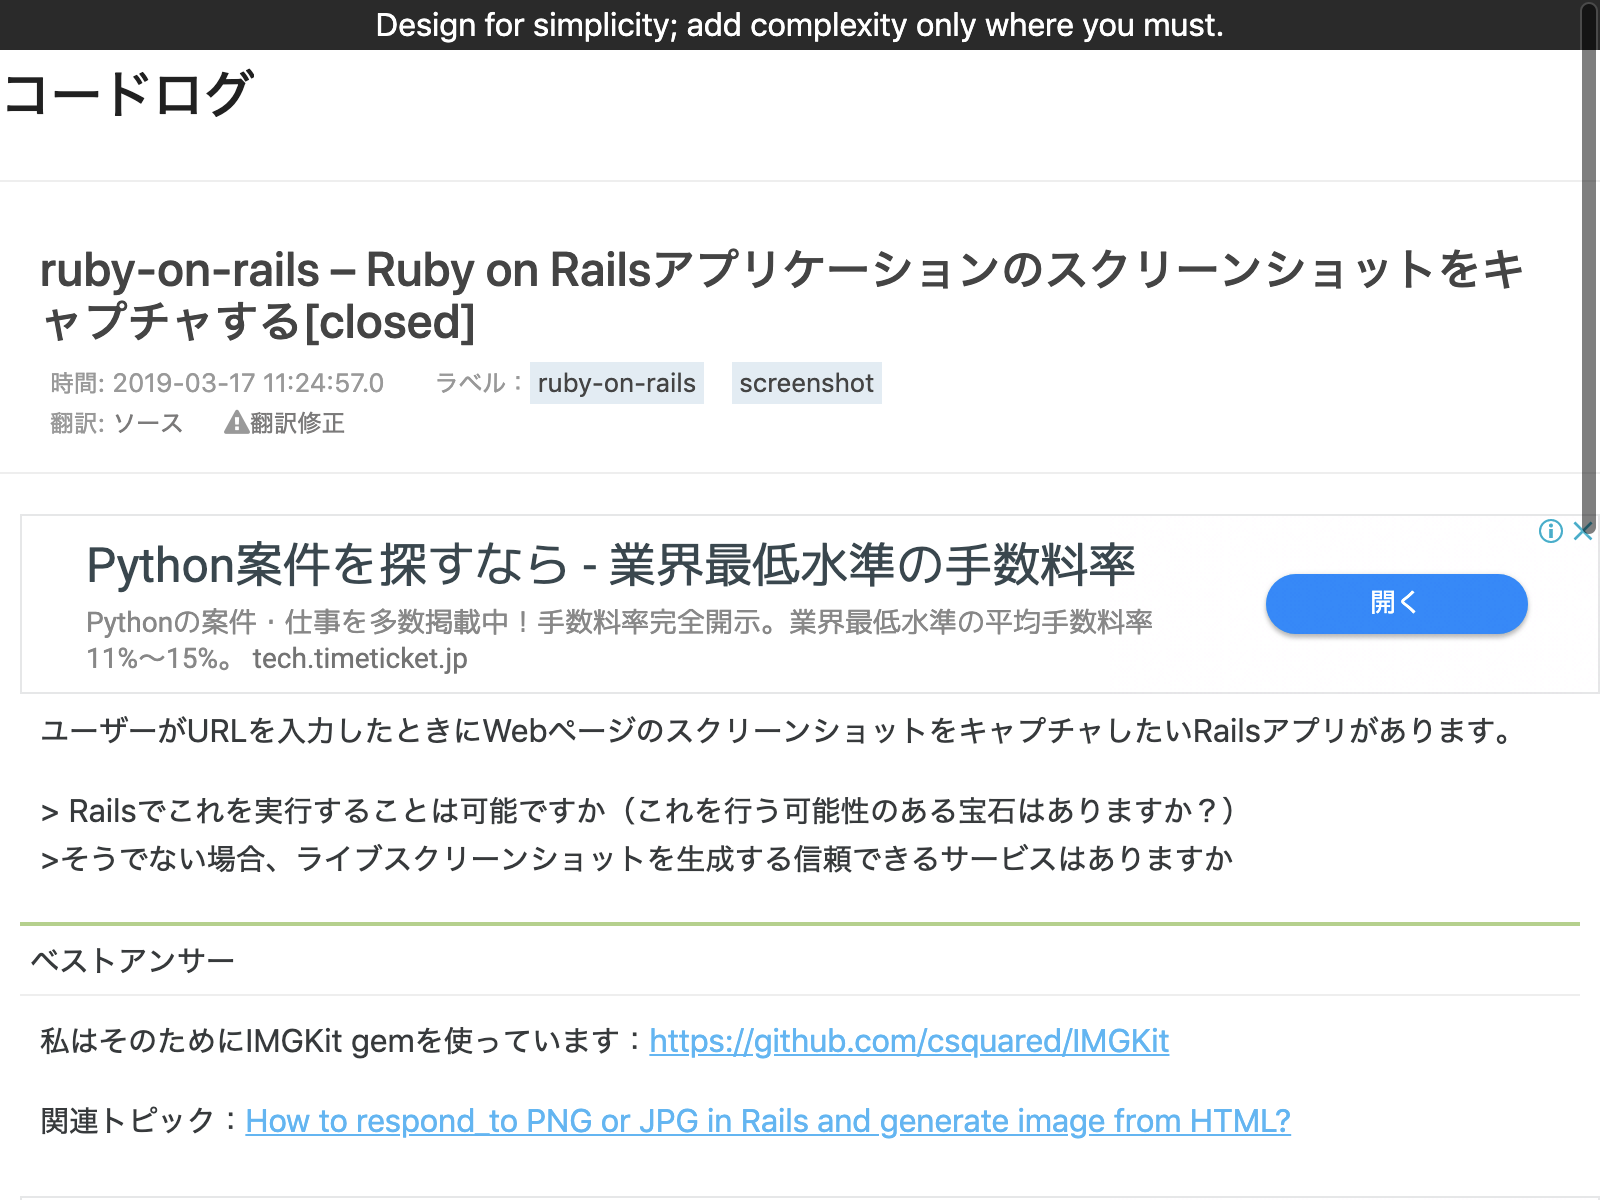 Design for simplicity; add complexity only where you must.
コードログ
ruby-on-rails – Ruby on Railsアプリケーションのスクリーンショットをキ
ャプチャする[closed]
時間: 2019-03-17 11:24:57.0 ラベル： ruby-on-rails screenshot
翻訳: ソース 翻訳修正
Python案件を探すなら - 業界最低水準の手数料率
Pythonの案件・仕事を多数掲載中！手数料率完全開示。業界最低水準の平均手数料率
11%〜15%。 tech.timeticket.jp
開く
ユーザーがURLを入力したときにWebページのスクリーンショットをキャプチャしたいRailsアプリがあります。
> Railsでこれを実行することは可能ですか（これを行う可能性のある宝石はありますか？）
>そうでない場合、ライブスクリーンショットを生成する信頼できるサービスはありますか
ベストアンサー
私はそのためにIMGKit gemを使っています：https://github.com/csquared/IMGKit
関連トピック：How to respond_to PNG or JPG in Rails and generate image from HTML?